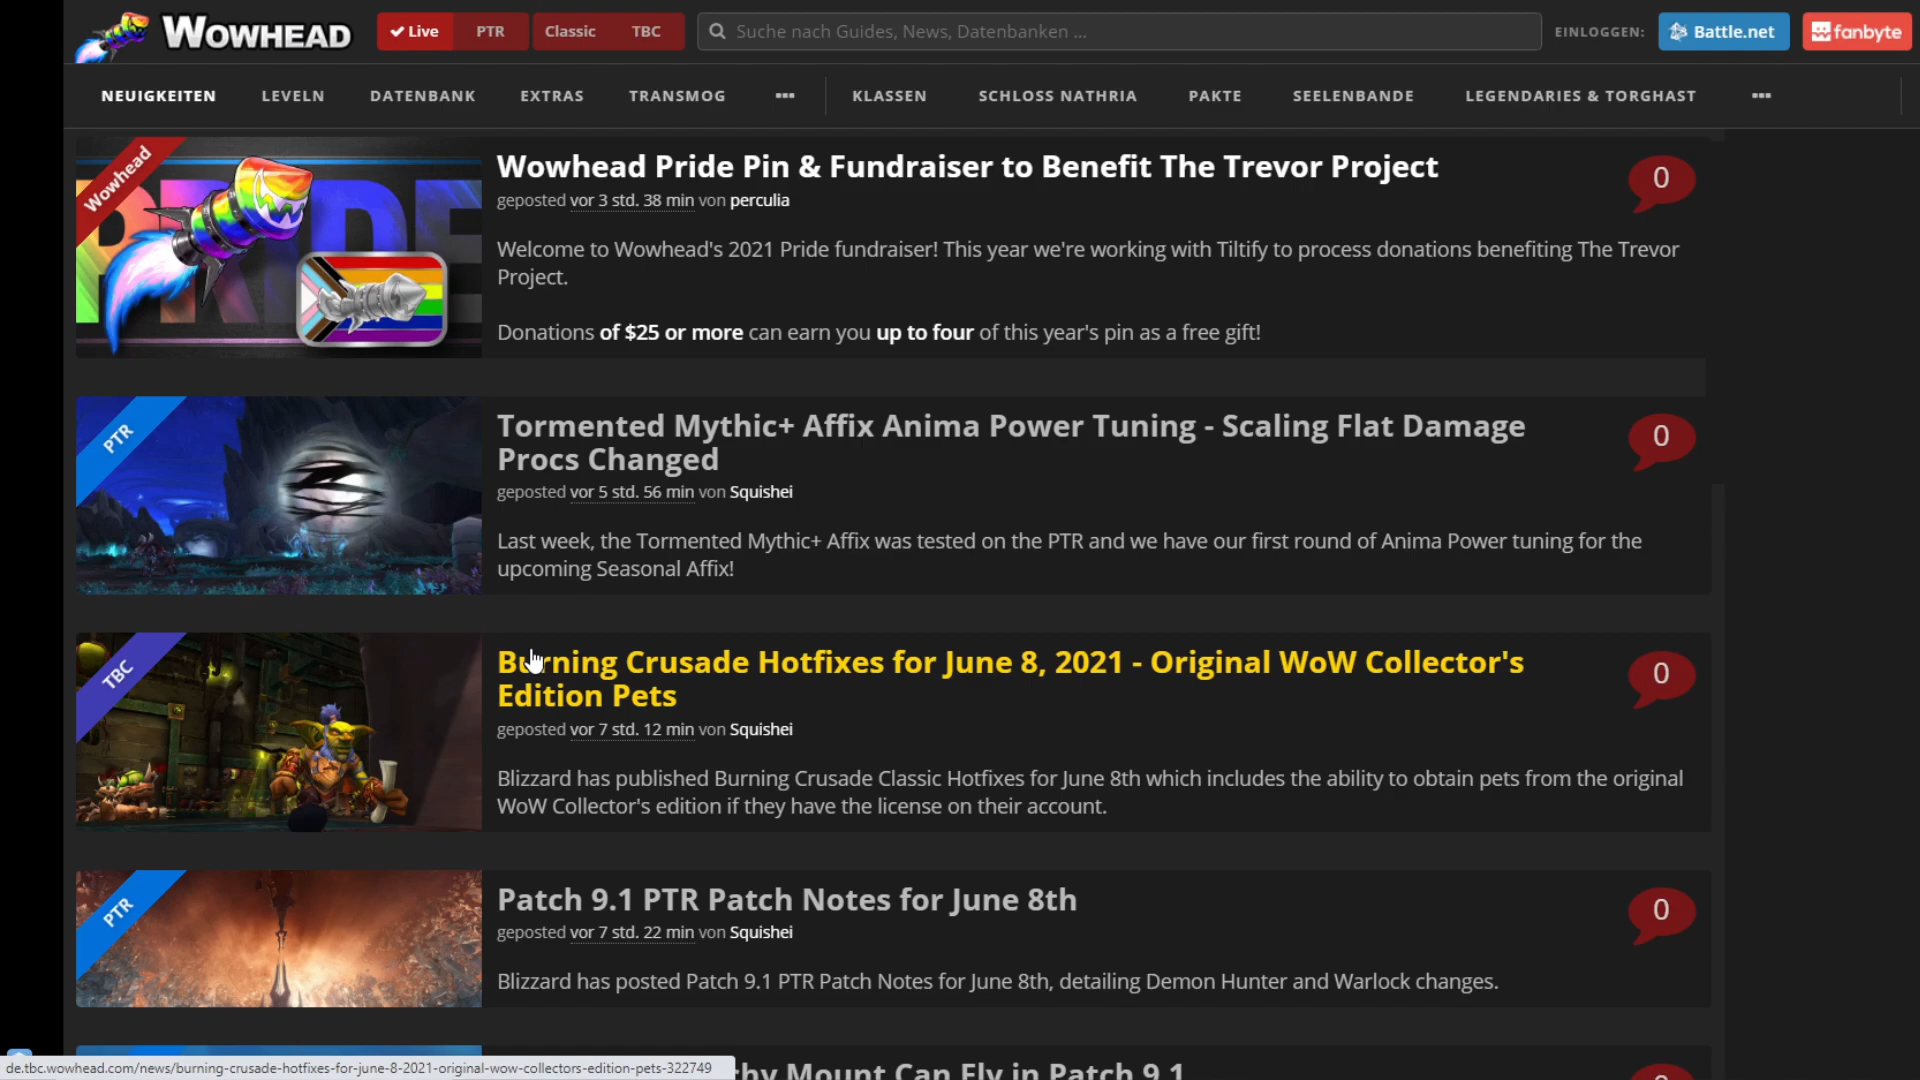 WOWHEAD
Live
PTR
Classic
TBC
Suche nach Guides, News, Datenbanken ...
EINLOGGEN:
Battle.net
fanbyte
NEUIGKEITEN
LEVELN
DATENBANK
EXTRAS
TRANSMOG
KLASSEN
SCHLOSS NATHRIA
PAKTE
SEELENBANDE
LEGENDARIES & TORGHAST
Wowhead
PRIDE
Wowhead Pride Pin & Fundraiser to Benefit The Trevor Project
0
geposted vor 3 std. 38 min von perculia
Welcome to Wowhead's 2021 Pride fundraiser! This year we're working with Tiltify to process donations benefiting The Trevor
Project.
Donations of $25 or more can earn you up to four of this year's pin as a free gift!
PTR
Tormented Mythic+ Affix Anima Power Tuning - Scaling Flat Damage
Procs Changed
0
geposted vor 5 std. 56 min von Squishei
Last week, the Tormented Mythic+ Affix was tested on the PTR and we have our first round of Anima Power tuning for the
upcoming Seasonal Affix!
TBC
Burning Crusade Hotfixes for June 8, 2021 - Original WoW Collector's
Edition Pets
0
geposted vor 7 std. 12 min von Squishei
Blizzard has published Burning Crusade Classic Hotfixes for June 8th which includes the ability to obtain pets from the original
WoW Collector's edition if they have the license on their account.
PTR
Patch 9.1 PTR Patch Notes for June 8th
0
geposted vor 7 std. 22 min von Squishei
Blizzard has posted Patch 9.1 PTR Patch Notes for June 8th, detailing Demon Hunter and Warlock changes.
Mount Can Fly in Patch 9.1
de.tbc.wowhead.com/news/burning-crusade-hotfixes-for-june-8-2021-original-wow-collectors-edition-pets-322749